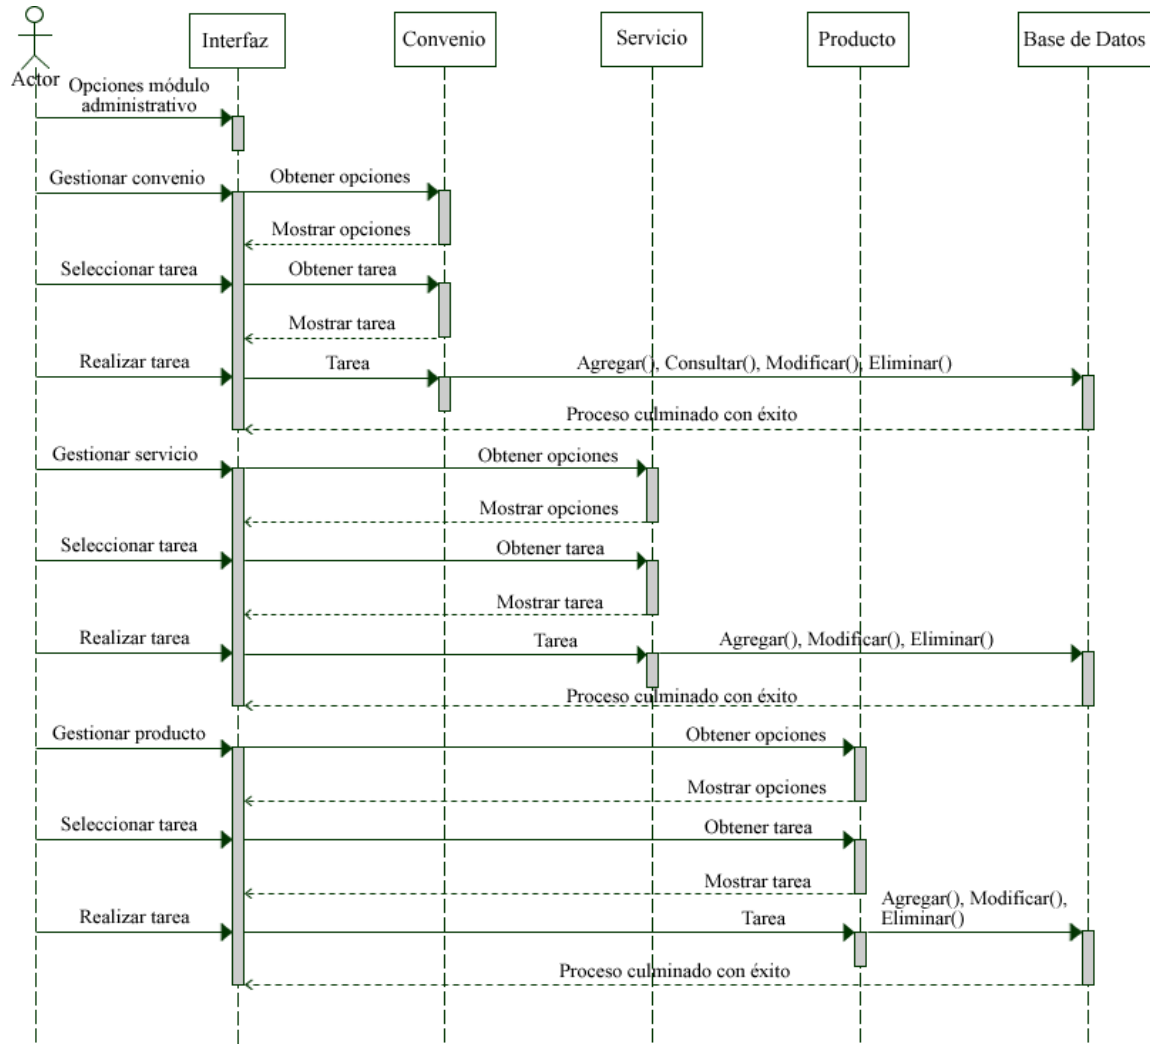 Actor
Interfaz
Convenio
Servicio
Producto
Base de Datos
Opciones módulo
administrativo
Gestionar convenio
Obtener opciones
Mostrar opciones
Seleccionar tarea
Obtener tarea
Mostrar tarea
Realizar tarea
Tarea
Agregar(), Consultar(), Modificar(), Eliminar()
Proceso culminado con éxito
Gestionar servicio
Obtener opciones
Mostrar opciones
Seleccionar tarea
Obtener tarea
Mostrar tarea
Realizar tarea
Tarea
Agregar(), Modificar(), Eliminar()
Proceso culminado con éxito
Gestionar producto
Obtener opciones
Mostrar opciones
Seleccionar tarea
Obtener tarea
Mostrar tarea
Realizar tarea
Tarea
Agregar(), Modificar(),
Eliminar()
Proceso culminado con éxito